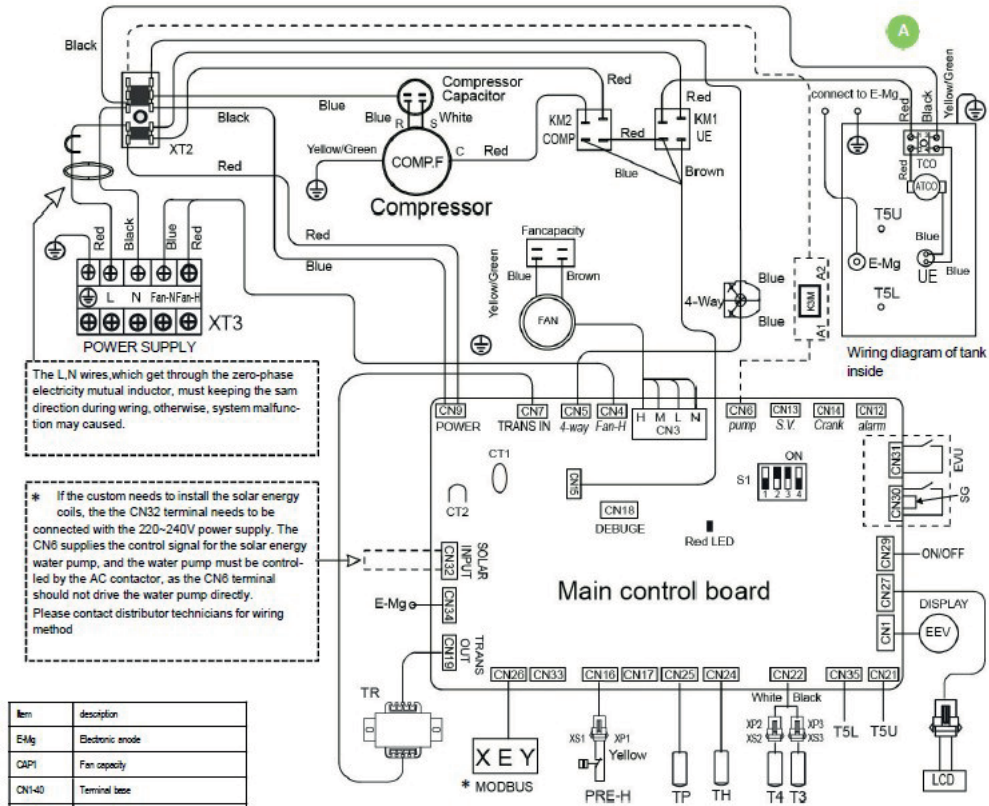 A
Black
Compressor
Capacitor
Red
Red
Yellow/Green
connect to E-Mg
Red
Black
Blue
Blue
R
S
White
KM2
COMP
KM1
UE
Black
Red
XT2
Yellow/Green
COMP.F
C
Red
Blue
Brown
TCO
Red
ATCO
Red
Compressor
T5U
Blue
Red
Black
Blue
Red
Red
Blue
Fancapacity
Yellow/Green
Blue
Brown
4-Way
Blue
Blue
A2
K3M
A1
E-Mg
UE
Blue
T5L
L
N
Fan-N
Fan-H
XT3
FAN
POWER SUPPLY
Wiring diagram of tank
inside
The L,N wires,which get through the zero-phase
electricity mutual inductor, must keeping the sam
direction during wring, otherwise, system malfunc-
tion may caused.
CN9
POWER
CN7
TRANS IN
CN5
4-way
CN4
Fan-H
H M L N
CN3
CN6
pump
CN13
S.V.
CN14
Crank
CN12
alarm
CT1
CT2
CN15
CN18
DEBUGE
Red LED
S1
ON
1 2 3 4
CN31
EVU
CN30
SG
* If the custom needs to install the solar energy
coils, the the CN32 terminal needs to be
connected with the 220~240V power supply. The
CN6 supplies the control signal for the solar energy
water pump, and the water pump must be control-
led by the AC contactor, as the CN6 terminal
should not drive the water pump directly.
Please contact distributor technicians for wiring
method
CN32
SOLAR
INPUT
CN29
ON/OFF
Main control board
CN27
E-Mg
CN34
DISPLAY
CN1
EEV
CN19
TRANS
OUT
CN26
CN33
CN16
CN17
CN25
CN24
CN22
CN35
CN21
White
Black
TR
XS1
XP1
Yellow
XP2
XS2
XP3
XS3
T5L
T5U
X E Y
* MODBUS
PRE-H
TP
TH
T4
T3
LCD
Item description
E-Mg Electronic anode
CAP1 Fan capacity
CN1-40 Terminal base